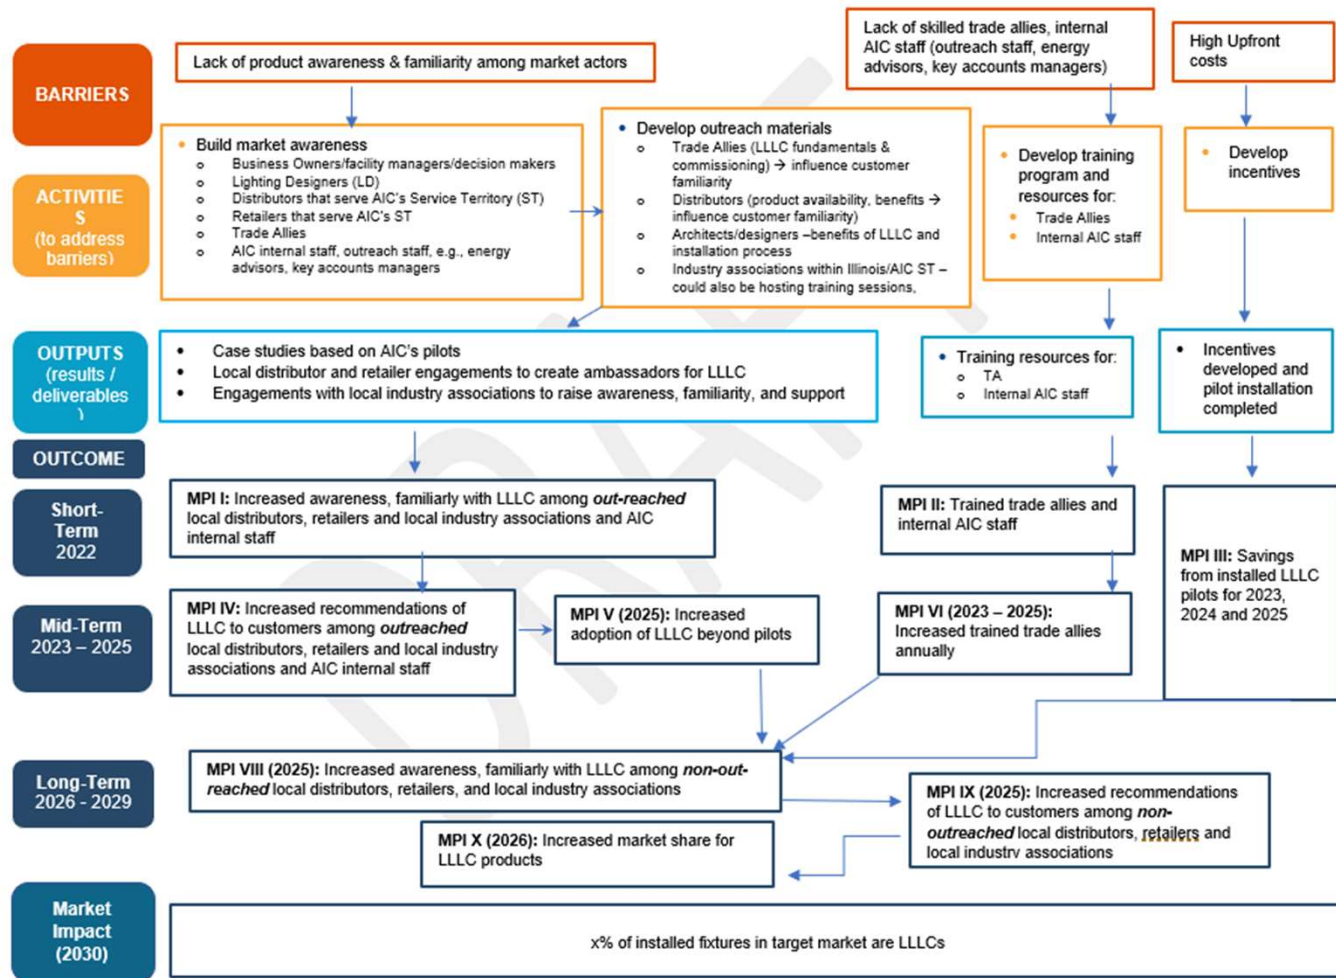 BARRIERS
Lack of product awareness & familiarity among market actors
Lack of skilled trade allies, internal
AIC staff (outreach staff, energy
advisors, key accounts managers)
High Upfront
costs
ACTIVITIE
S
(to address
barriers)
• Build market awareness
o Business Owners/facility managers/decision makers
o Lighting Designers (LD)
o Distributors that serve AIC's Service Territory (ST)
o Retailers that serve AIC's ST
o Trade Allies
o AIC internal staff, outreach staff, e.g., energy
advisors, key accounts managers
• Develop outreach materials
o Trade Allies (LLLC fundamentals &
commissioning) → influence customer
familiarity
o Distributors (product availability, benefits →
influence customer familiarity)
o Architects/designers –benefits of LLLC and
installation process
o Industry associations within Illinois/AIC ST –
could also be hosting training sessions.
• Develop training
program and
resources for:
• Trade Allies
• Internal AIC staff
• Develop
incentives
OUTPUTS
(results /
deliverables
)
• Case studies based on AIC's pilots
• Local distributor and retailer engagements to create ambassadors for LLLC
• Engagements with local industry associations to raise awareness, familiarity, and support
• Training resources for:
o TA
o Internal AIC staff
• Incentives
developed and
pilot installation
completed
OUTCOME
Short-
Term
2022
MPI I: Increased awareness, familiarly with LLLC among out-reached
local distributors, retailers and local industry associations and AIC
internal staff
MPI II: Trained trade allies and
internal AIC staff
MPI III: Savings
from installed LLLC
pilots for 2023,
2024 and 2025
Mid-Term
2023 – 2025
MPI IV: Increased recommendations of
LLLC to customers among outreached
local distributors, retailers and local industry
associations and AIC internal staff
MPI V (2025): Increased
adoption of LLLC beyond pilots
MPI VI (2023 – 2025):
Increased trained trade allies
annually
Long-Term
2026 - 2029
MPI VIII (2025): Increased awareness, familiarly with LLLC among non-out-
reached local distributors, retailers, and local industry associations
MPI IX (2025): Increased recommendations
of LLLC to customers among non-
outreached local distributors, retailers and
local industry associations
MPI X (2026): Increased market share for
LLLC products
Market
Impact
(2030)
x% of installed fixtures in target market are LLLCs
DRAFT